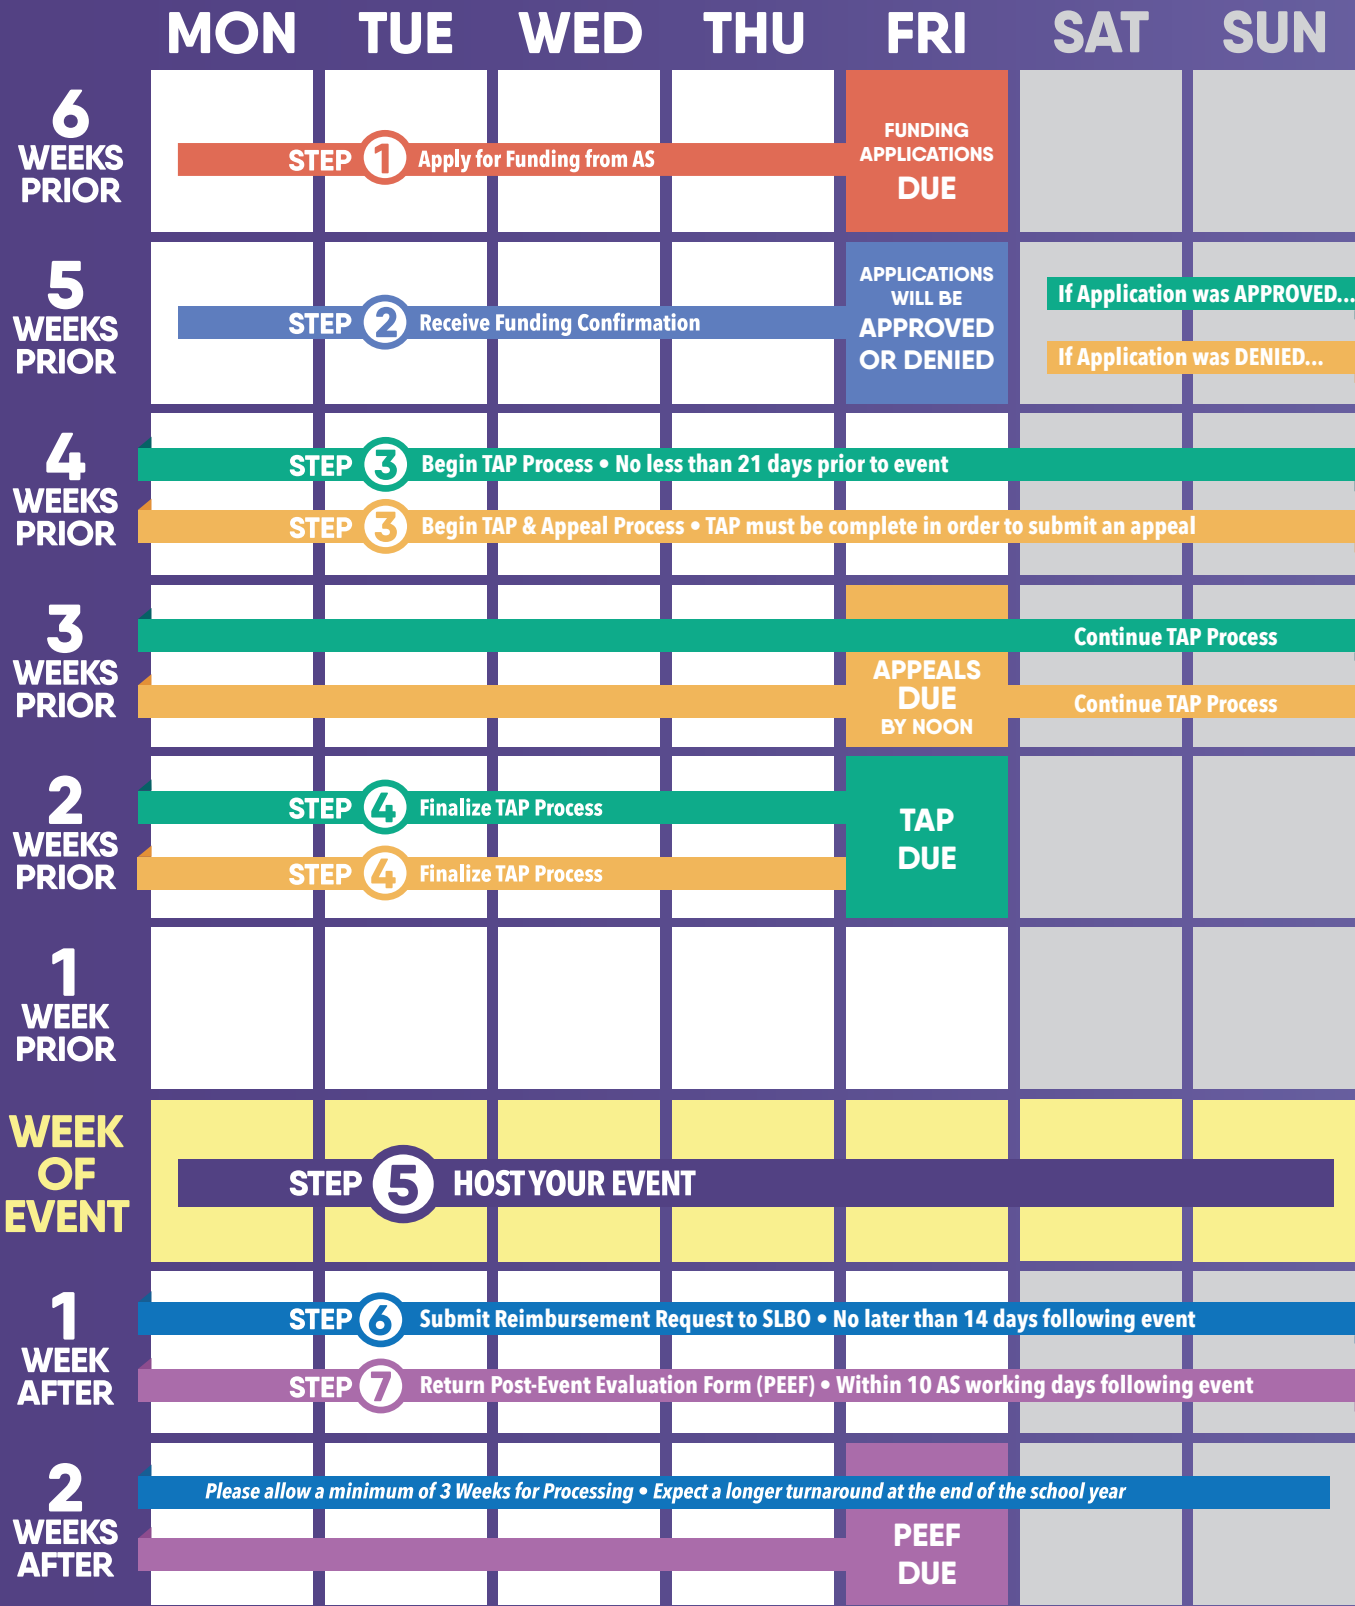 MON TUE WED THU FRI SAT SUN
6
WEEKS
PRIOR
STEP 1 Apply for Funding from AS
FUNDING
APPLICATIONS
DUE
5
WEEKS
PRIOR
STEP 2 Receive Funding Confirmation
APPLICATIONS
WILL BE
APPROVED
OR DENIED
If Application was APPROVED...
If Application was DENIED...
4
WEEKS
PRIOR
STEP 3 Begin TAP Process • No less than 21 days prior to event
STEP 3 Begin TAP & Appeal Process • TAP must be complete in order to submit an appeal
3
WEEKS
PRIOR
Continue TAP Process
APPEALS
DUE
BY NOON
Continue TAP Process
2
WEEKS
PRIOR
STEP 4 Finalize TAP Process
STEP 4 Finalize TAP Process
TAP
DUE
1
WEEK
PRIOR
WEEK
OF
EVENT
STEP 5 HOST YOUR EVENT
1
WEEK
AFTER
STEP 6 Submit Reimbursement Request to SLBO • No later than 14 days following event
STEP 7 Return Post-Event Evaluation Form (PEEF) • Within 10 AS working days following event
2
WEEKS
AFTER
Please allow a minimum of 3 Weeks for Processing • Expect a longer turnaround at the end of the school year
PEEF
DUE